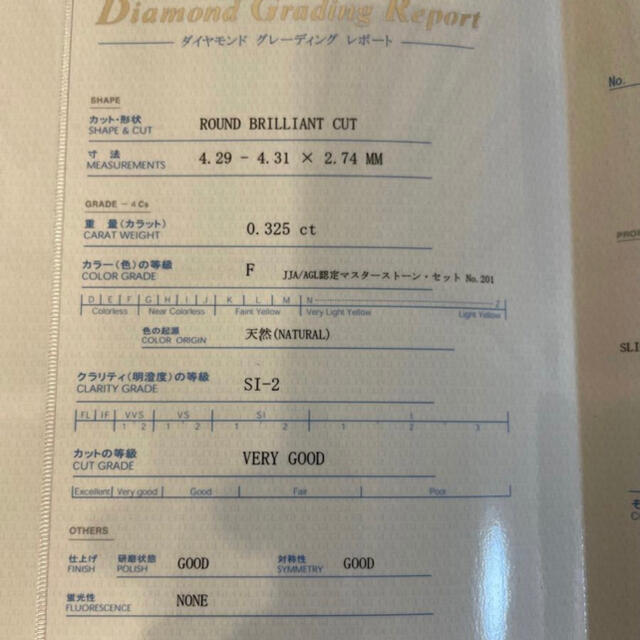 Diamond Grading Report
ダイヤモンド グレーディング レポート
No.
SHAPE
カット・形状
SHAPE & CUT ROUND BRILLIANT CUT
寸 法
MEASUREMENTS 4.29 - 4.31 × 2.74 MM
GRADE - 4 Cs
重 量(カラット)
CARAT WEIGHT 0.325 ct
カラー(色)の等級
COLOR GRADE F JJA/AGL認定マスターストーン・セット No.201
D E F G H I J K L M N Z
Colorless Near Colorless Faint Yellow Very Light Yellow Light Yellow
色の起源
COLOR ORIGIN 天然(NATURAL)
SLI
クラリティ(明澄度)の等級
CLARITY GRADE SI-2
FL IF VVS VS SI I
1 2 1 2 1 2 1 2 3
カットの等級
CUT GRADE VERY GOOD
Excellent Very good Good Fair Poor
OTHERS
仕上げ 研磨状態 対称性
FINISH POLISH GOOD SYMMETRY GOOD
蛍光性
FLUORESCENCE NONE